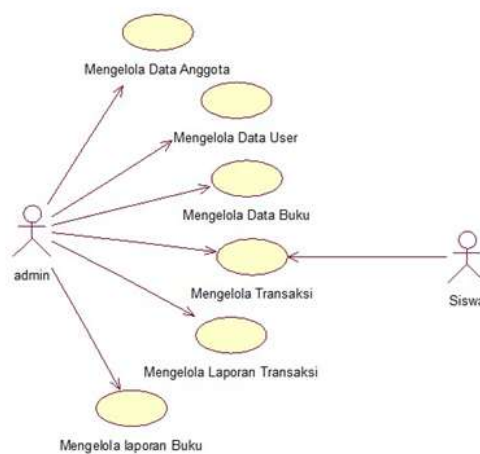 Mengelola Data Anggota
Mengelola Data User
Mengelola Data Buku
admin
Mengelola Transaksi
Siswa
Mengelola Laporan Transaksi
Mengelola laporan Buku